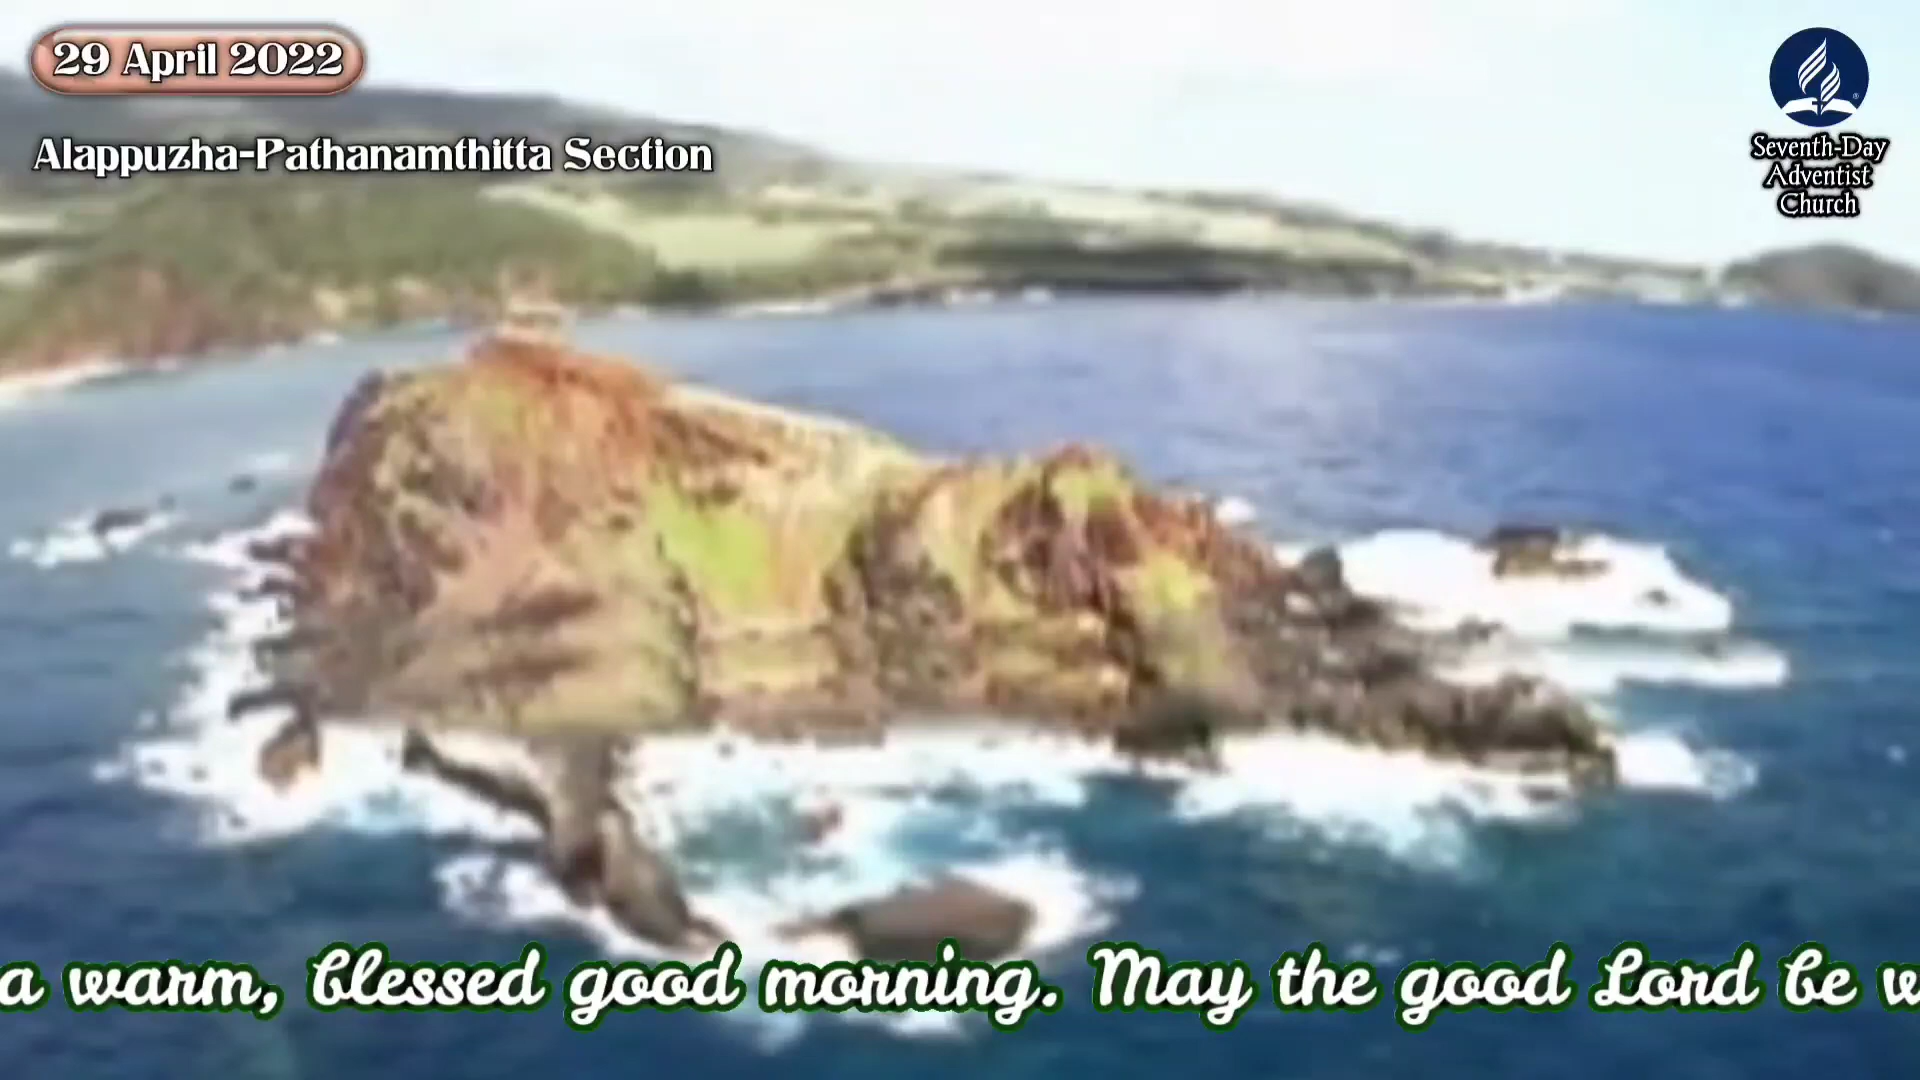 29 April 2022
Alappuzha-Pathanamthitta Section
Seventh-Day
Adventist
Church
a warm, blessed good morning. May the good Lord be w